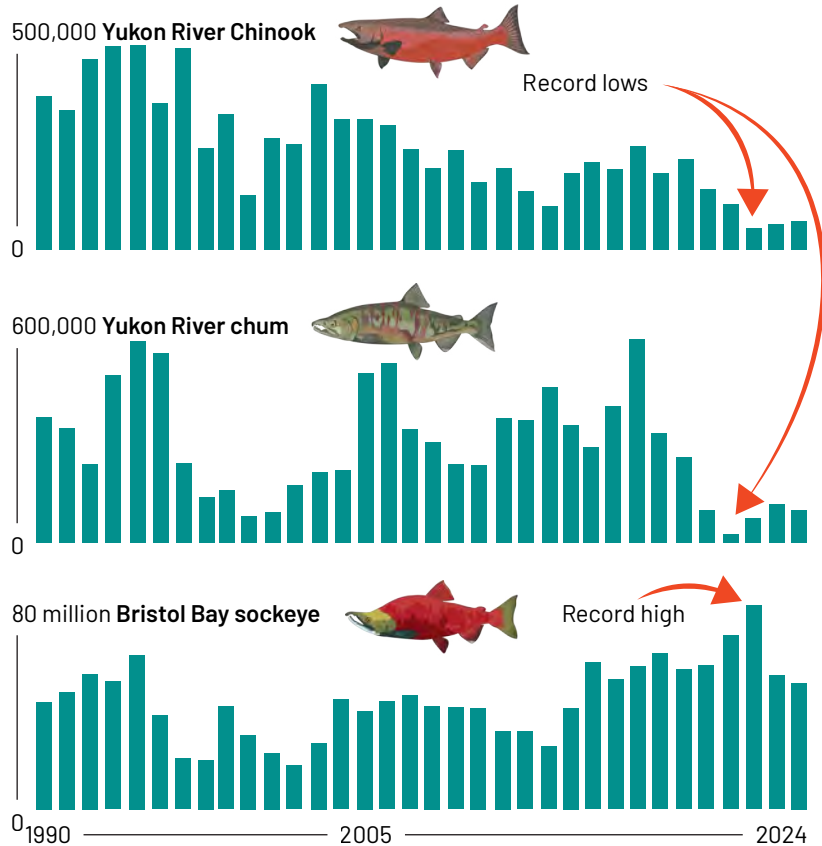 500,000 Yukon River Chinook
Record lows
0
600,000 Yukon River chum
0
80 million Bristol Bay sockeye
Record high
0
1990 2005 2024